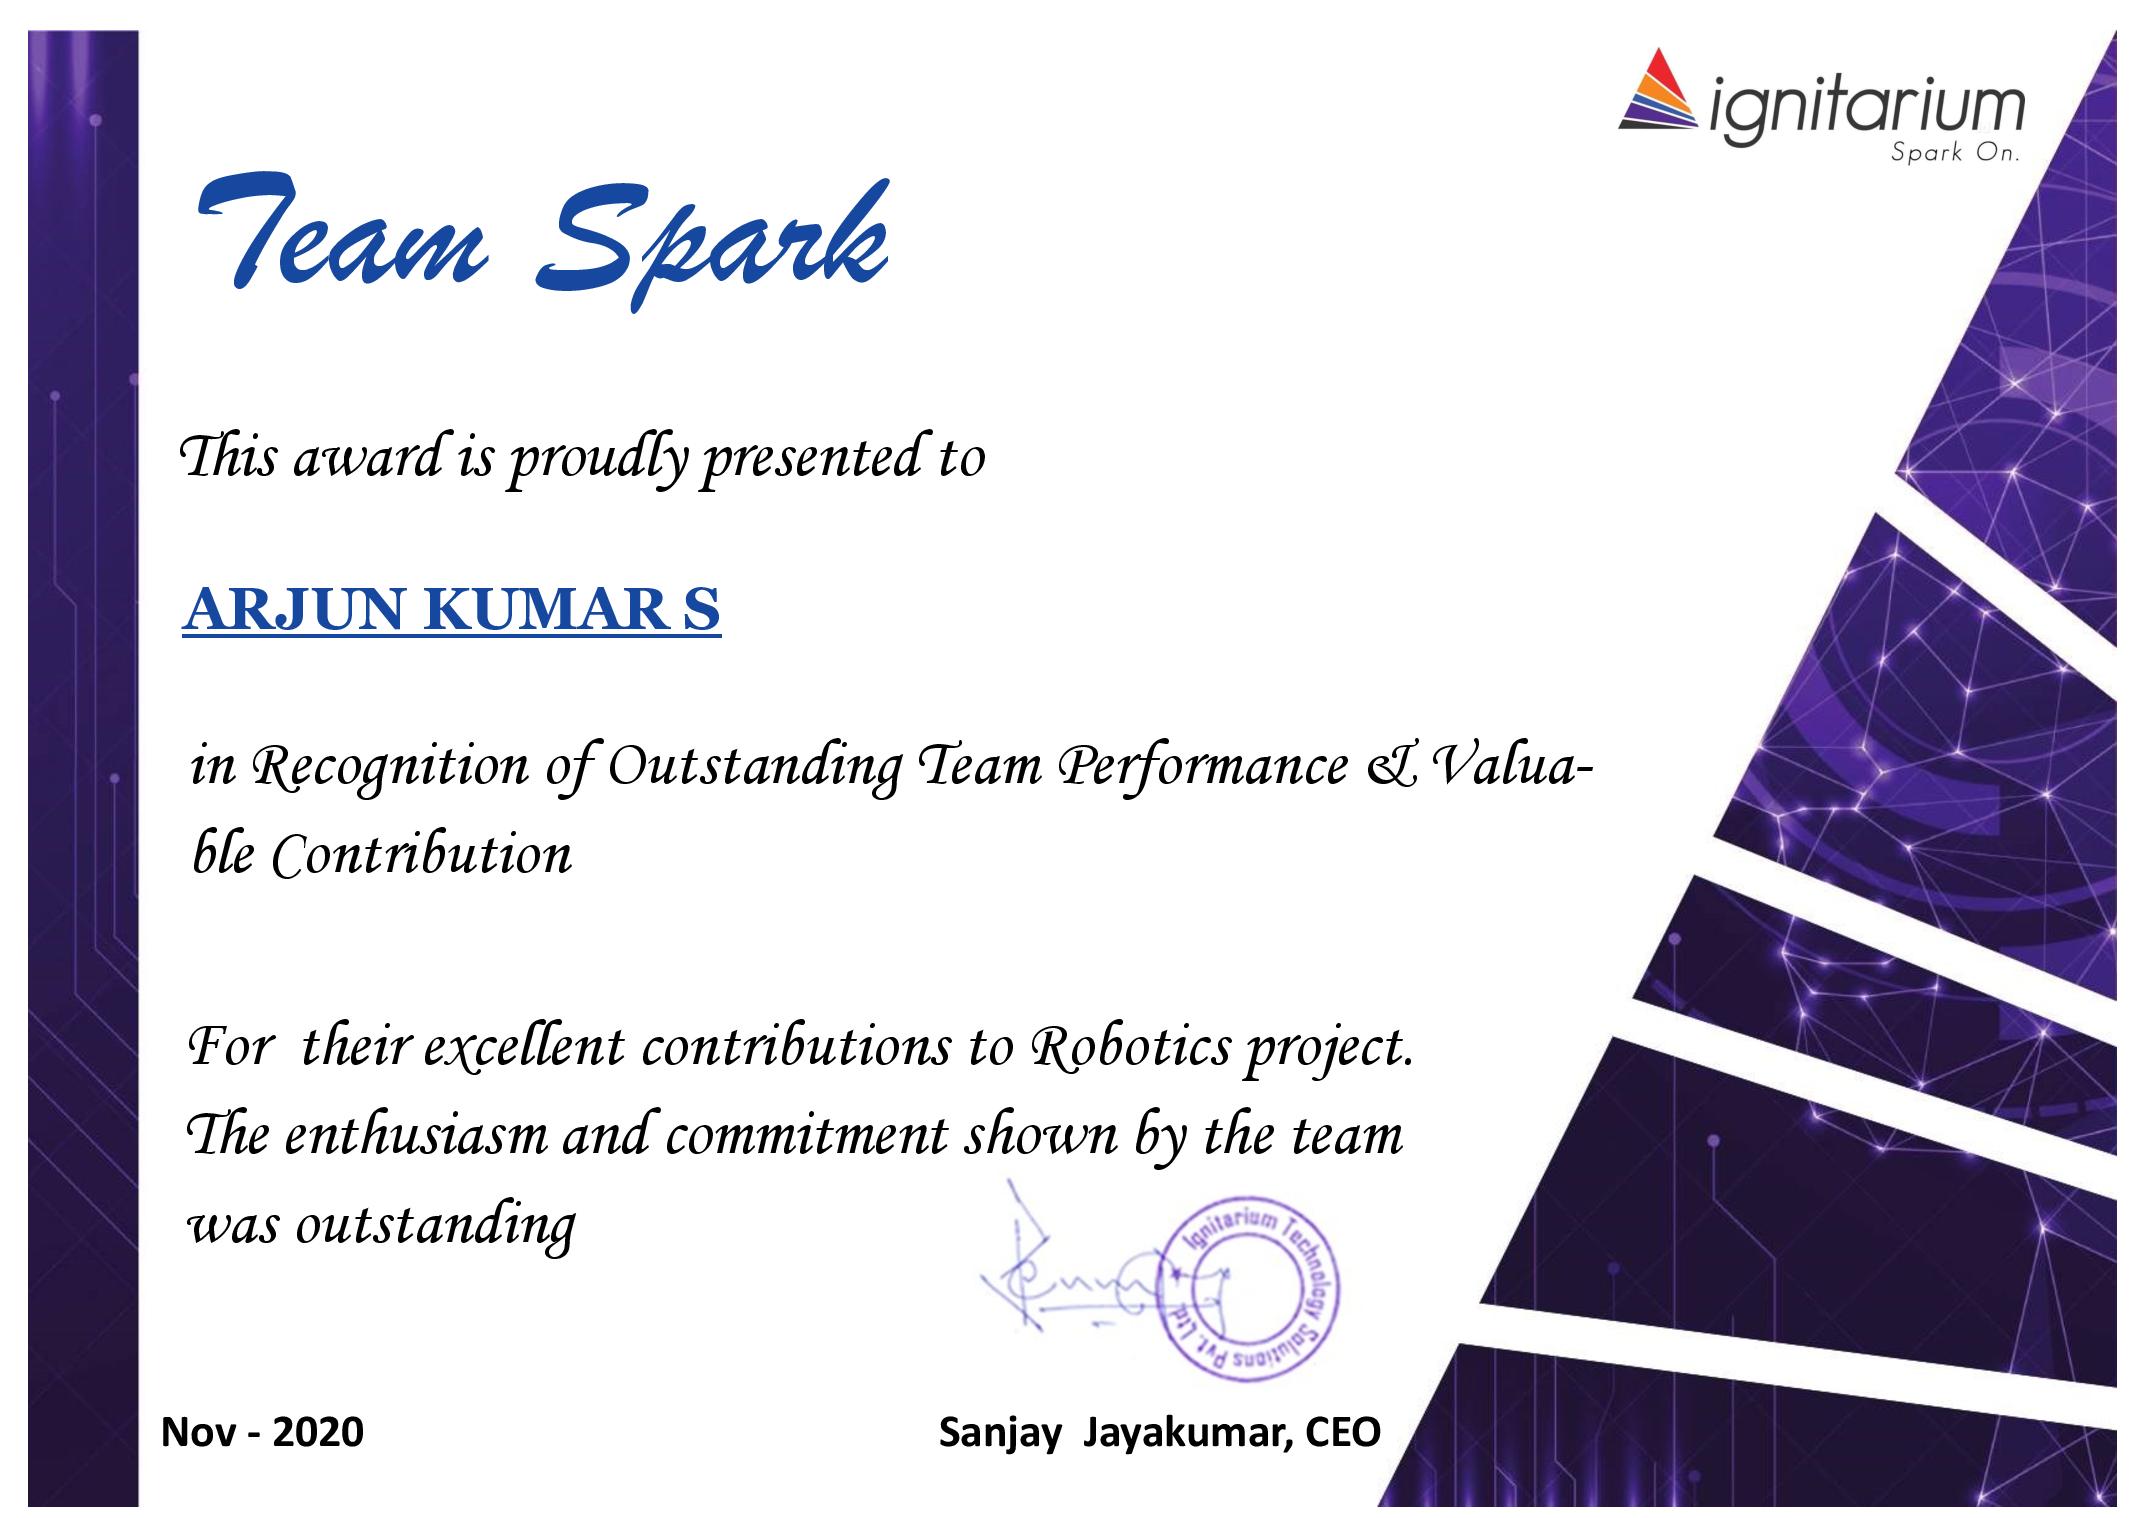 ignitarium
Spark On.
Team Spark
This award is proudly presented to
ARJUN KUMAR S
in Recognition of Outstanding Team Performance & Valua-
ble Contribution
For their excellent contributions to Robotics project.
The enthusiasm and commitment shown by the team
was outstanding
Ignitarium Technology Solutions Pvt. Ltd
Nov - 2020
Sanjay Jayakumar, CEO